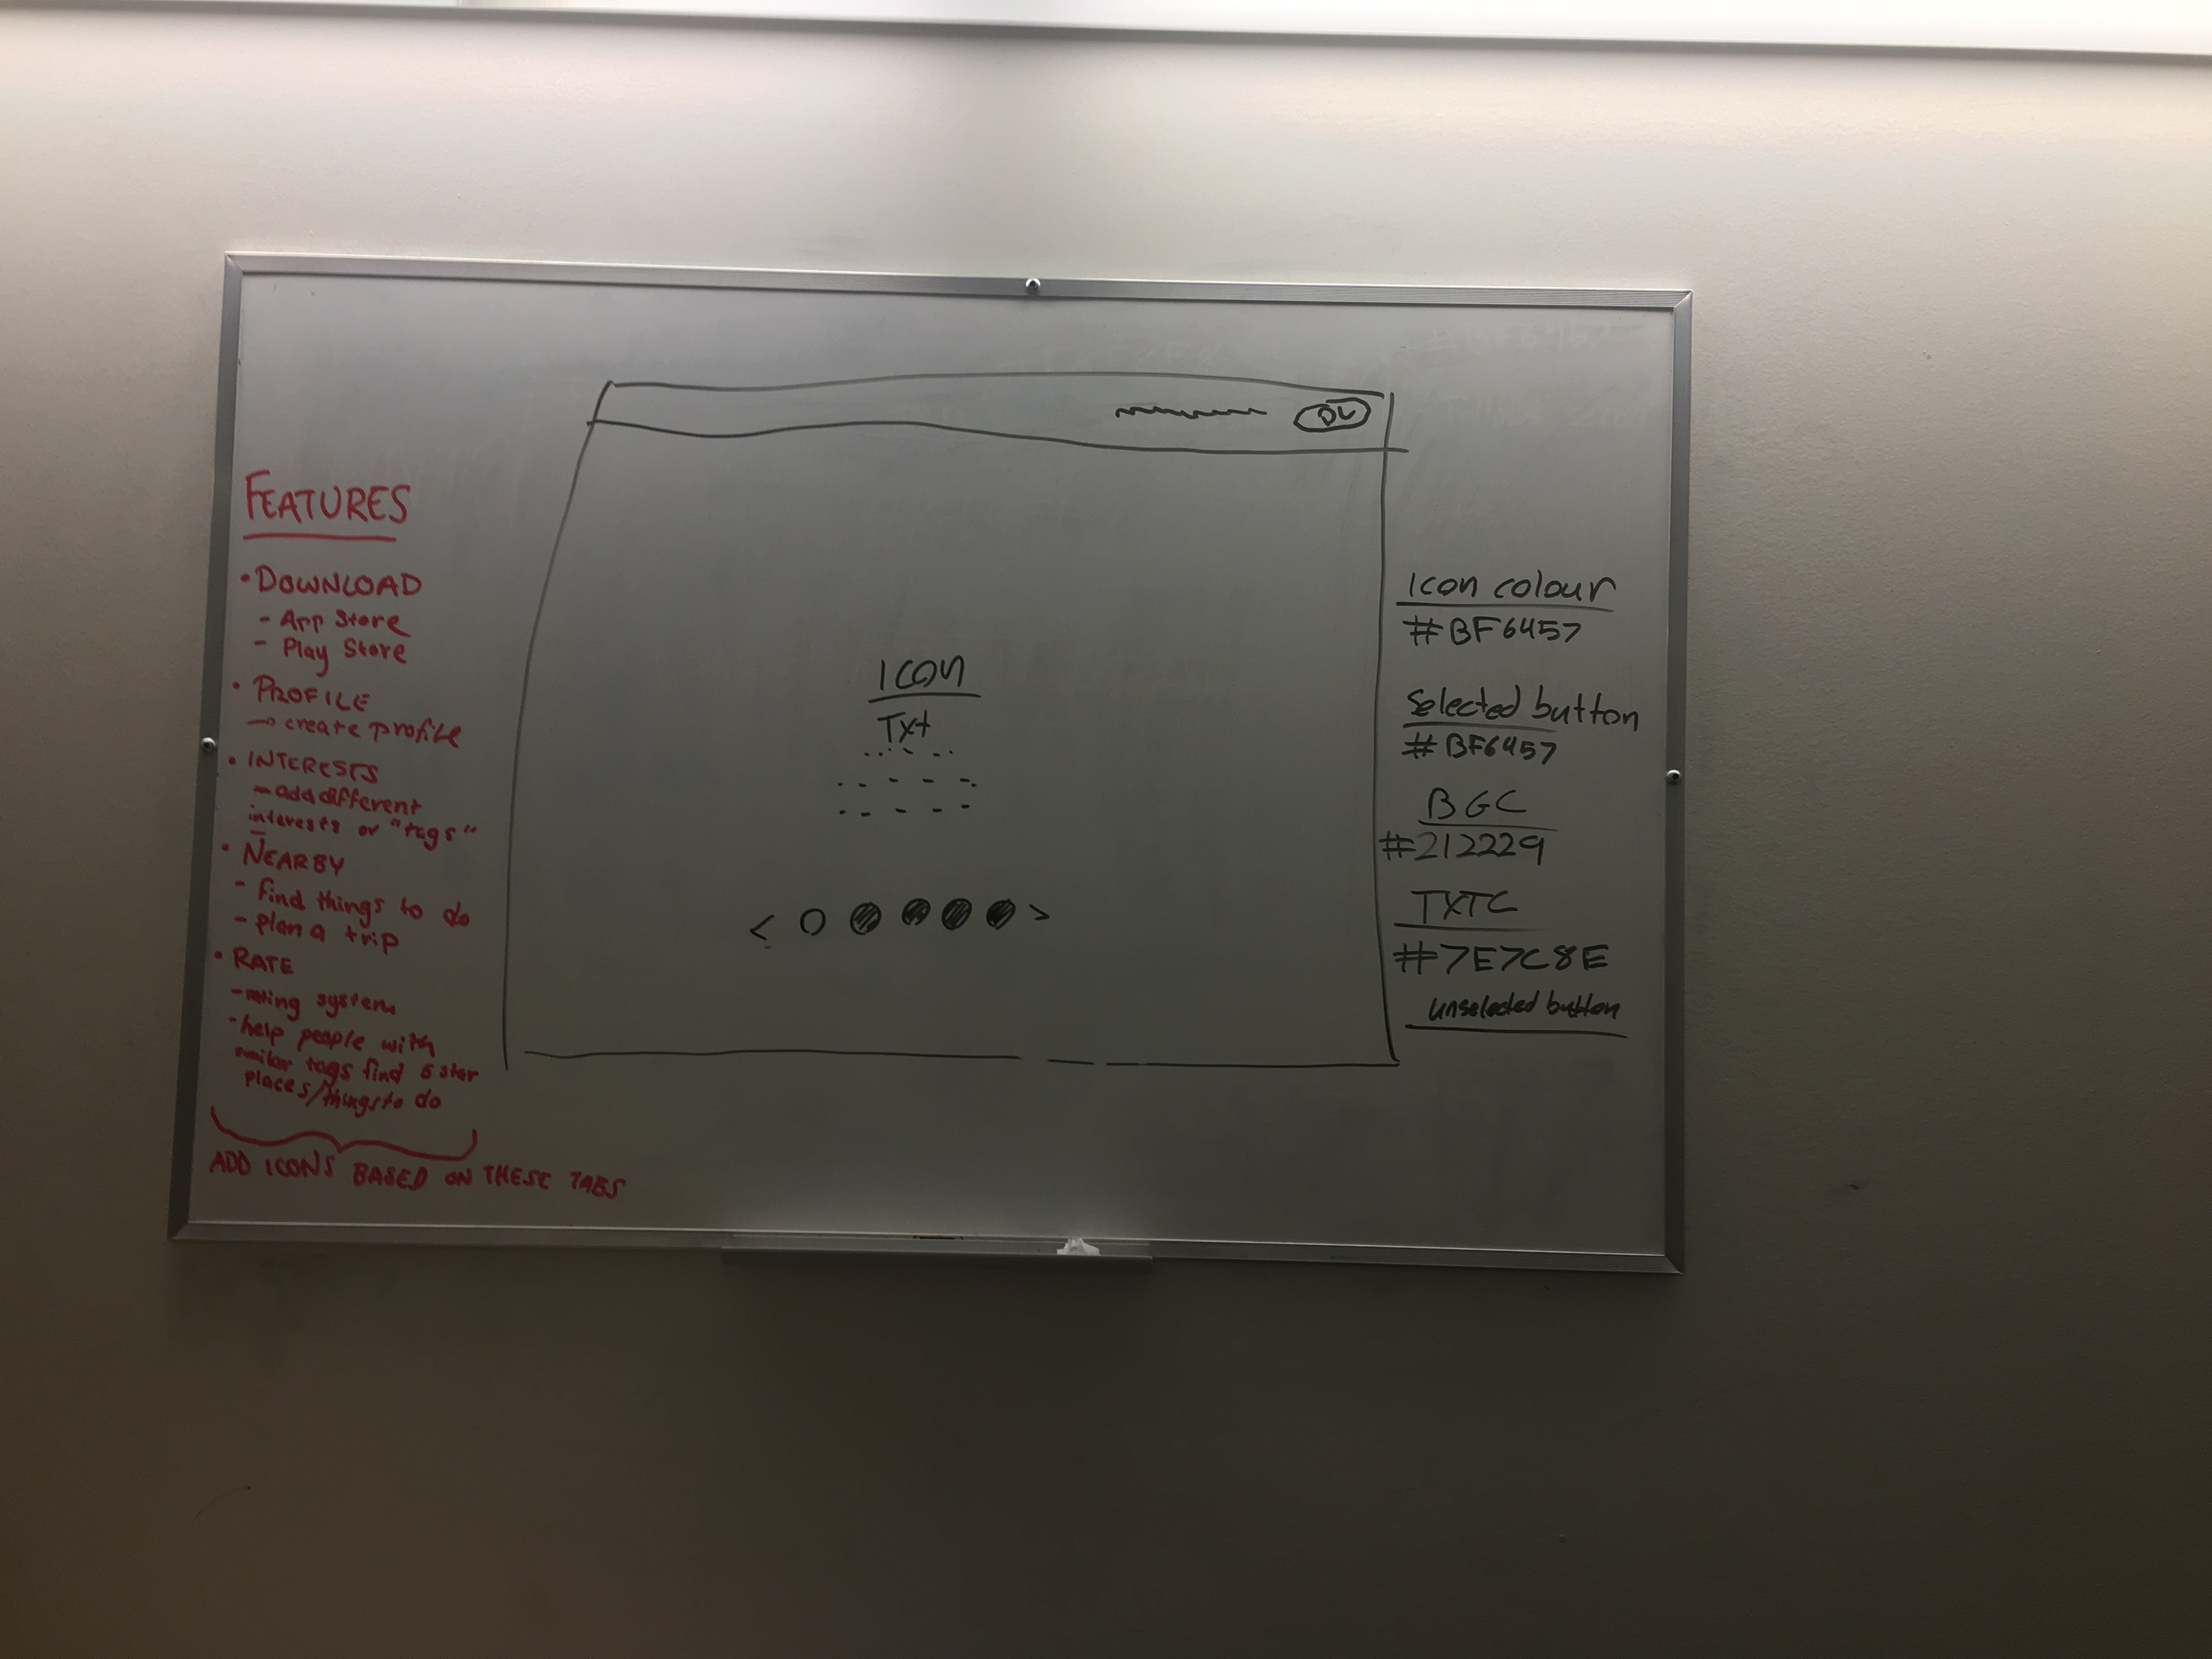 FEATURES
• DOWNLOAD
- App Store
- Play Store
• PROFILE
→ create profile
• INTERESTS
- add different
interests or "tags"
• NEARBY
- find things to do
- plan a trip
• RATE
- rating system
- help people with
similar tags find 5 star
places/things to do
ADD ICONS BASED ON THESE TABS
ICON
Txt
< >
Icon colour
#BF6457
Selected button
#BF6457
BGC
#212229
TXTC
#7E7C8E
unselected button